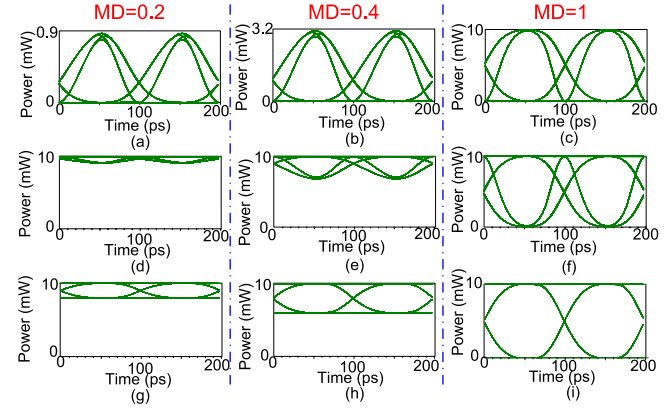 MD=0.2 MD=0.4 MD=1
0.9 3.2 10
Power (mW) Power (mW) Power (mW)
0 0 0
0 100 200 0 100 200 0 100 200
Time (ps) Time (ps) Time (ps)
(a) (b) (c)
10 10 10
Power (mW) Power (mW) Power (mW)
0 0 0
0 100 200 0 100 200 0 100 200
Time (ps) Time (ps) Time (ps)
(d) (e) (f)
10 10 10
Power (mW) Power (mW) Power (mW)
0 0 0
0 100 200 0 100 200 0 100 200
Time (ps) Time (ps) Time (ps)
(g) (h) (i)